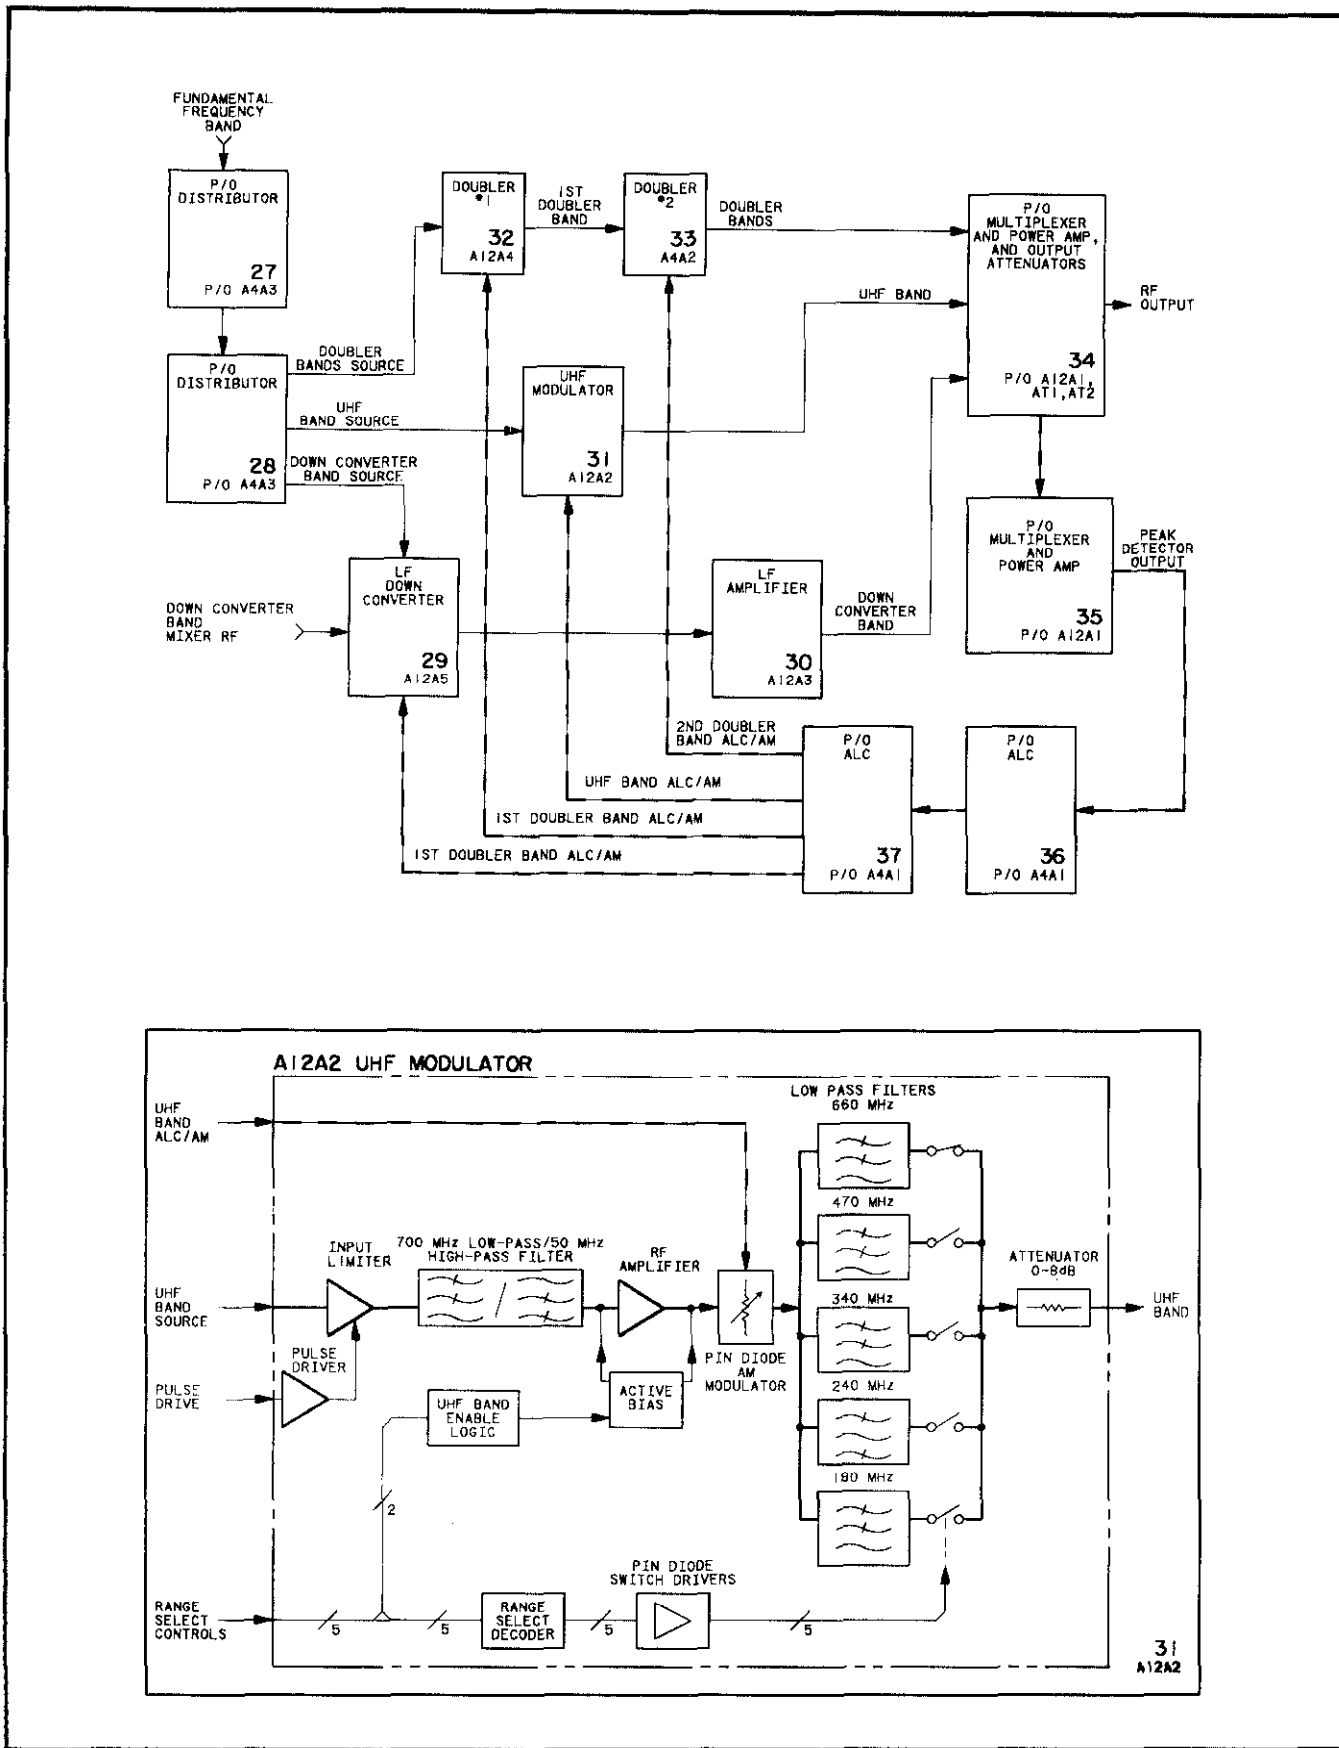 FUNDAMENTAL
FREQUENCY
BAND
P/O
DISTRIBUTOR
27
P/O A4A3
P/O
DISTRIBUTOR
28
P/O A4A3
DOUBLER
BANDS SOURCE
UHF
BAND SOURCE
DOWN CONVERTER
BAND SOURCE
DOUBLER
#1
32
A12A4
1ST
DOUBLER
BAND
DOUBLER
#2
33
A4A2
DOUBLER
BANDS
P/O
MULTIPLEXER
AND POWER AMP,
AND OUTPUT
ATTENUATORS
34
P/O A12A1,
AT1,AT2
RF
OUTPUT
UHF BAND
UHF
MODULATOR
31
A12A2
DOWN CONVERTER
BAND
MIXER RF
LF
DOWN
CONVERTER
29
A12A5
LF
AMPLIFIER
30
A12A3
DOWN
CONVERTER
BAND
P/O
MULTIPLEXER
AND
POWER AMP
35
P/O A12A1
PEAK
DETECTOR
OUTPUT
2ND DOUBLER
BAND ALC/AM
UHF BAND ALC/AM
1ST DOUBLER BAND ALC/AM
1ST DOUBLER BAND ALC/AM
P/O
ALC
37
P/O A4A1
P/O
ALC
36
P/O A4A1
A12A2 UHF MODULATOR
UHF
BAND
ALC/AM
LOW PASS FILTERS
660 MHz
470 MHz
340 MHz
240 MHz
180 MHz
INPUT
LIMITER
700 MHz LOW-PASS/50 MHz
HIGH-PASS FILTER
RF
AMPLIFIER
ATTENUATOR
0-8dB
UHF
BAND
SOURCE
UHF
BAND
PULSE
DRIVER
PULSE
DRIVE
PIN DIODE
AM
MODULATOR
UHF BAND
ENABLE
LOGIC
ACTIVE
BIAS
2
PIN DIODE
SWITCH DRIVERS
RANGE
SELECT
CONTROLS
5
5
RANGE
SELECT
DECODER
5
5
31
A12A2